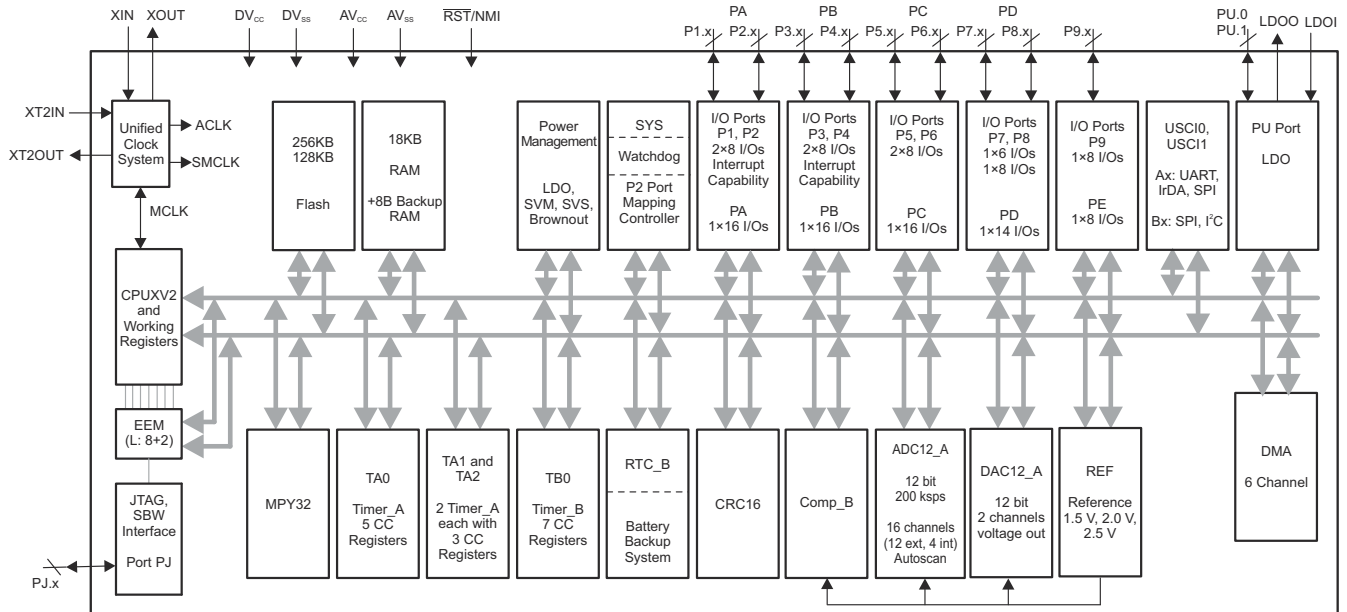 XIN XOUT DVCC DVSS AVCC AVSS RST/NMI PA PB PC PD PU.0 LDOO LDOI
P1.x P2.x P3.x P4.x P5.x P6.x P7.x P8.x P9.x PU.1
XT2IN
XT2OUT
Unified
Clock
System
ACLK
SMCLK
MCLK
256KB
128KB
Flash
18KB
RAM
+8B Backup
RAM
Power
Management
LDO,
SVM, SVS,
Brownout
SYS
Watchdog
P2 Port
Mapping
Controller
I/O Ports
P1, P2
2×8 I/Os
Interrupt
Capability
PA
1×16 I/Os
I/O Ports
P3, P4
2×8 I/Os
Interrupt
Capability
PB
1×16 I/Os
I/O Ports
P5, P6
2×8 I/Os
PC
1×16 I/Os
I/O Ports
P7, P8
1×6 I/Os
1×8 I/Os
PD
1×14 I/Os
I/O Ports
P9
1×8 I/Os
PE
1×8 I/Os
USCI0,
USCI1
Ax: UART,
IrDA, SPI
Bx: SPI, I²C
PU Port
LDO
CPUXV2
and
Working
Registers
EEM
(L: 8+2)
JTAG,
SBW
Interface
Port PJ
PJ.x
MPY32
TA0
Timer_A
5 CC
Registers
TA1 and
TA2
2 Timer_A
each with
3 CC
Registers
TB0
Timer_B
7 CC
Registers
RTC_B
Battery
Backup
System
CRC16
Comp_B
ADC12_A
12 bit
200 ksps
16 channels
(12 ext, 4 int)
Autoscan
DAC12_A
12 bit
2 channels
voltage out
REF
Reference
1.5 V, 2.0 V,
2.5 V
DMA
6 Channel